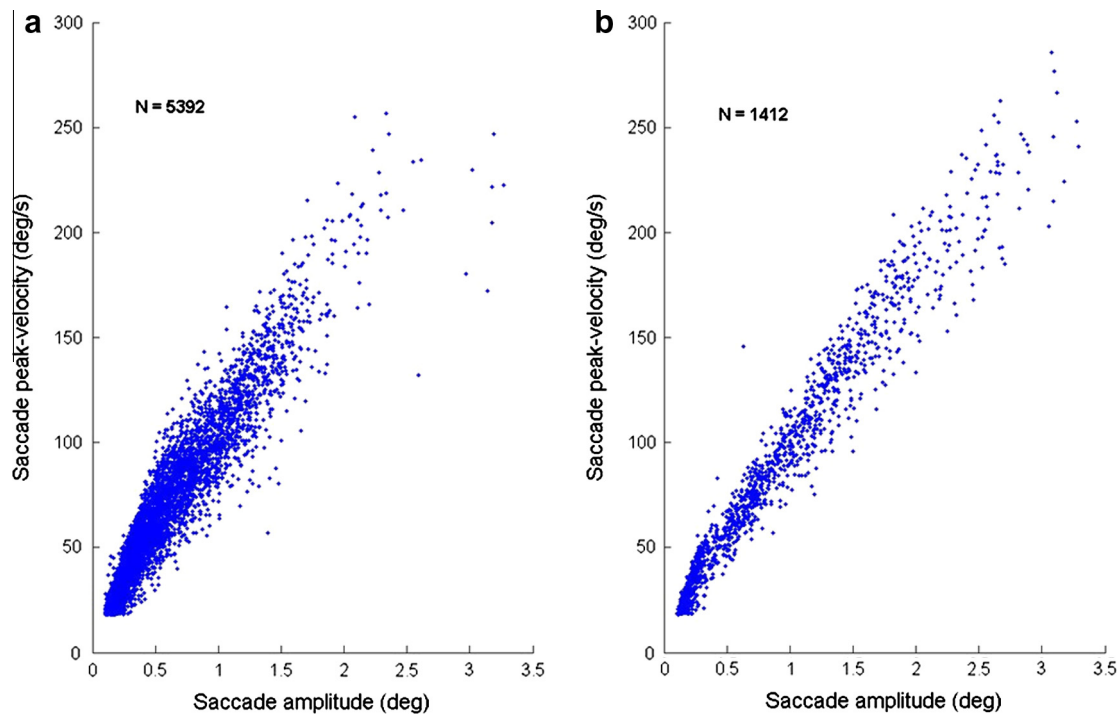 a
300
250
200
150
100
50
0
N = 5392
Saccade peak-velocity (deg/s)
0 0.5 1 1.5 2 2.5 3 3.5
Saccade amplitude (deg)
b
300
250
200
150
100
50
0
N = 1412
Saccade peak-velocity (deg/s)
0 0.5 1 1.5 2 2.5 3 3.5
Saccade amplitude (deg)